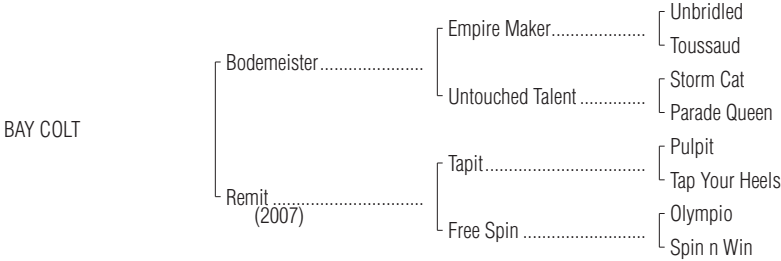 Unbridled
Empire Maker......................
Toussaud
Bodemeister......................
Storm Cat
Untouched Talent ..............
Parade Queen
BAY COLT
Pulpit
Tapit..................................
Tap Your Heels
Remit ................................
(2007)
Olympio
Free Spin ..........................
Spin n Win